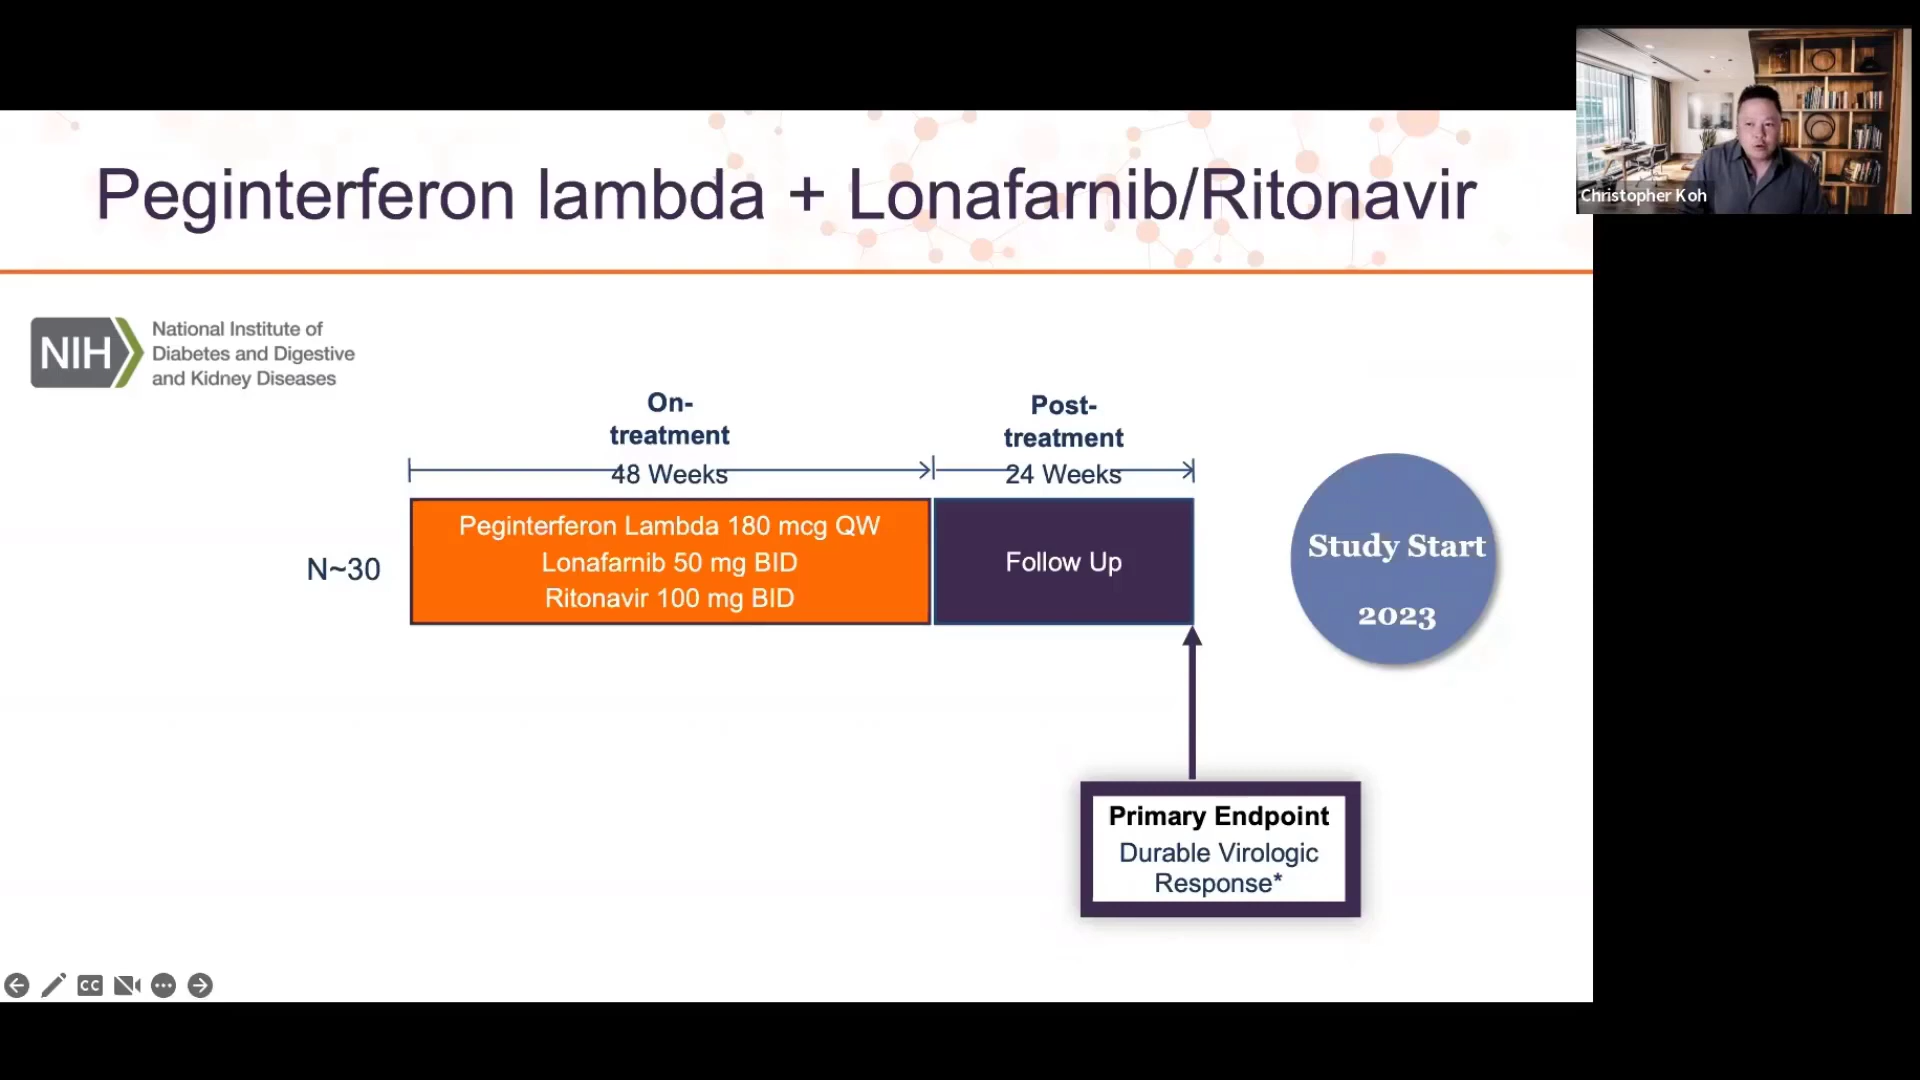 Peginterferon lambda + Lonafarnib/Ritonavir
Christopher Koh
NIH
National Institute of
Diabetes and Digestive
and Kidney Diseases
On-
treatment
48 Weeks
Post-
treatment
24 Weeks
N~30
Peginterferon Lambda 180 mcg QW
Lonafarnib 50 mg BID
Ritonavir 100 mg BID
Follow Up
Study Start
2023
Primary Endpoint
Durable Virologic
Response*
CC